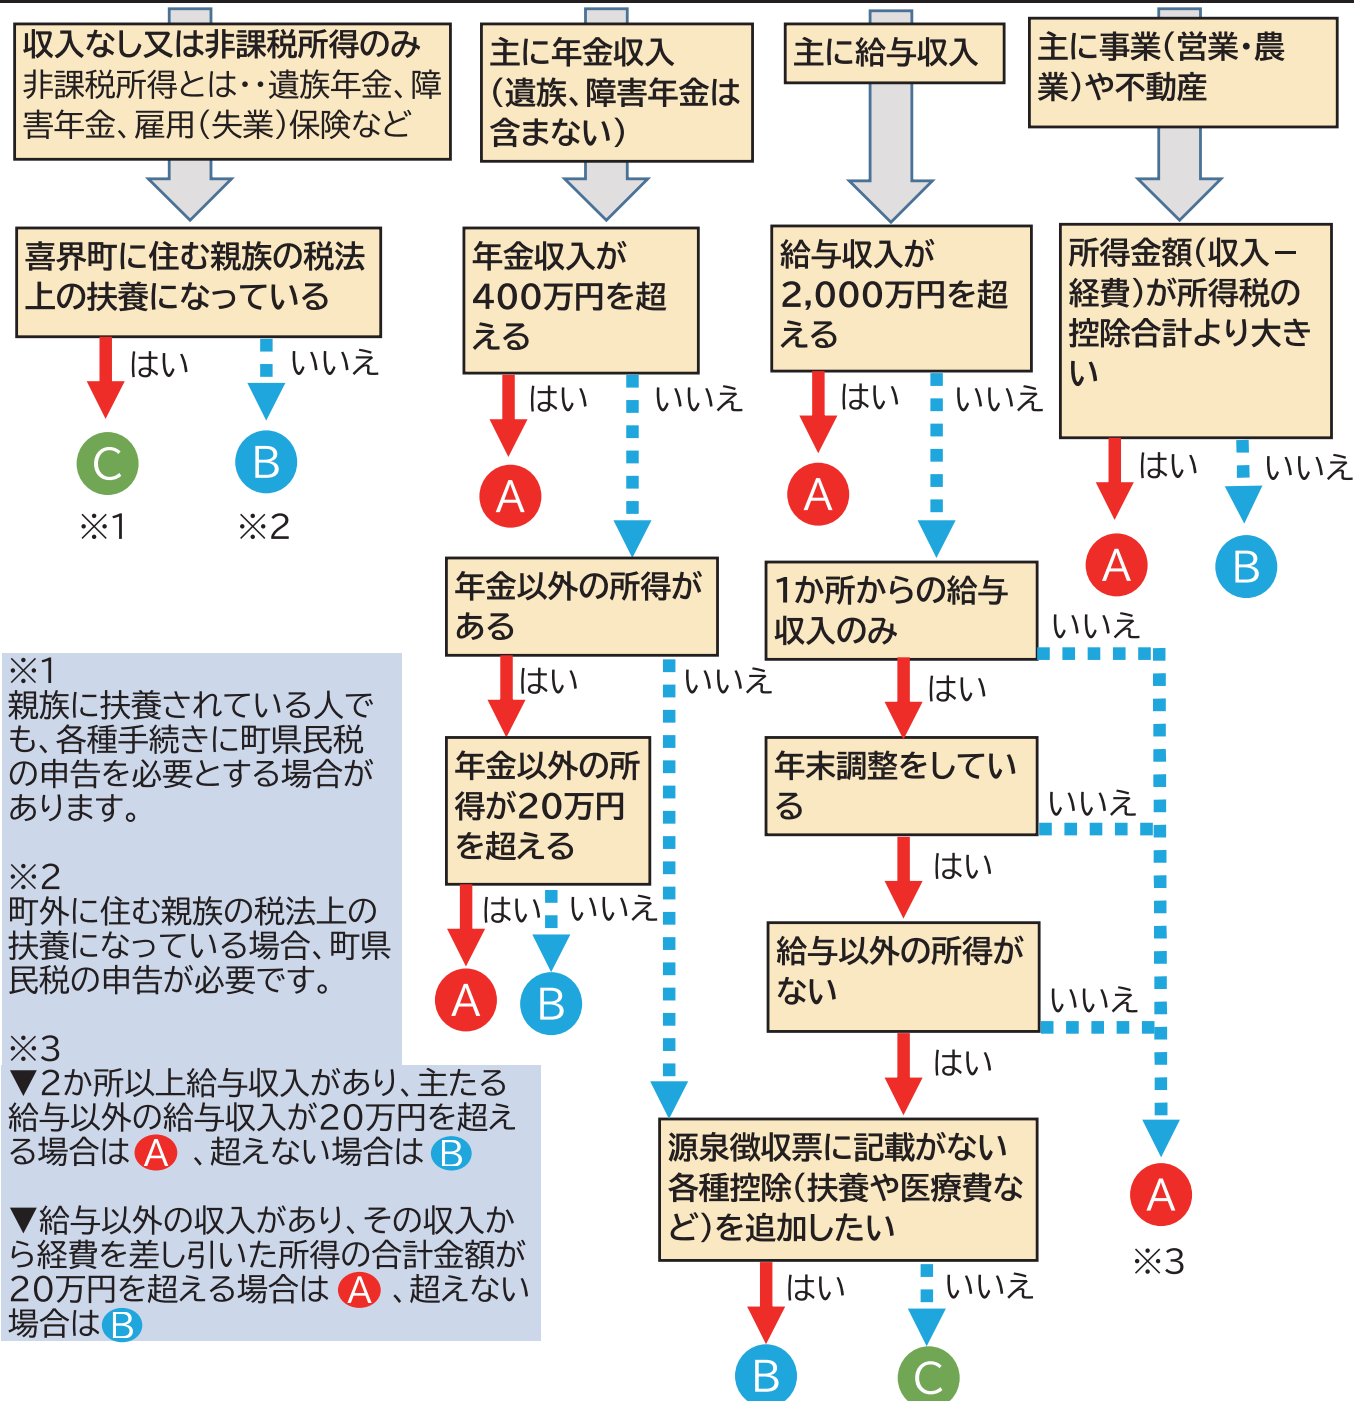 収入なし又は非課税所得のみ
非課税所得とは・・遺族年金、障
害年金、雇用(失業)保険など
喜界町に住む親族の税法
上の扶養になっている
はい
いいえ
C
B
※1
※2
主に年金収入
(遺族、障害年金は
含まない)
年金収入が
400万円を超
える
はい
いいえ
A
年金以外の所得が
ある
はい
いいえ
年金以外の所
得が20万円
を超える
はい
いいえ
A
B
主に給与収入
給与収入が
2,000万円を超
える
はい
いいえ
A
1か所からの給与
収入のみ
いいえ
はい
年末調整をしてい
る
いいえ
はい
給与以外の所得が
ない
いいえ
はい
源泉徴収票に記載がない
各種控除(扶養や医療費な
ど)を追加したい
はい
いいえ
B
C
A
※3
主に事業(営業・農
業)や不動産
所得金額(収入－
経費)が所得税の
控除合計より大き
い
はい
いいえ
A
B
※1
親族に扶養されている人で
も、各種手続きに町県民税
の申告を必要とする場合が
あります。
※2
町外に住む親族の税法上の
扶養になっている場合、町県
民税の申告が必要です。
※3
▼2か所以上給与収入があり、主たる
給与以外の給与収入が20万円を超え
る場合はA、超えない場合はB
▼給与以外の収入があり、その収入か
ら経費を差し引いた所得の合計金額が
20万円を超える場合はA、超えない
場合はB